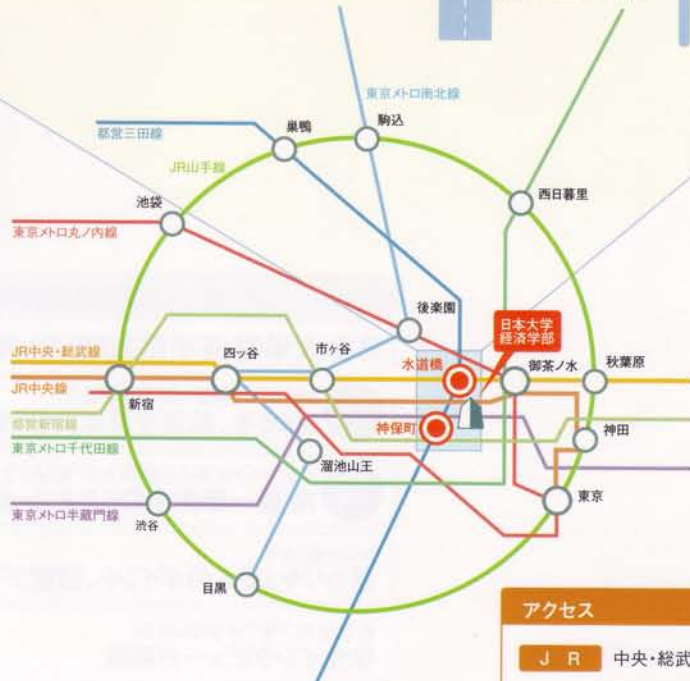 東京メトロ南北線
都営三田線
巣鴨
駒込
JR山手線
池袋
西日暮里
東京メトロ丸ノ内線
後楽園
日本大学
経済学部
JR中央・総武線
四ッ谷
市ヶ谷
水道橋
御茶ノ水
秋葉原
JR中央線
新宿
都営新宿線
神保町
神田
東京メトロ千代田線
溜池山王
東京
東京メトロ半蔵門線
渋谷
目黒
アクセス
JR 中央・総武